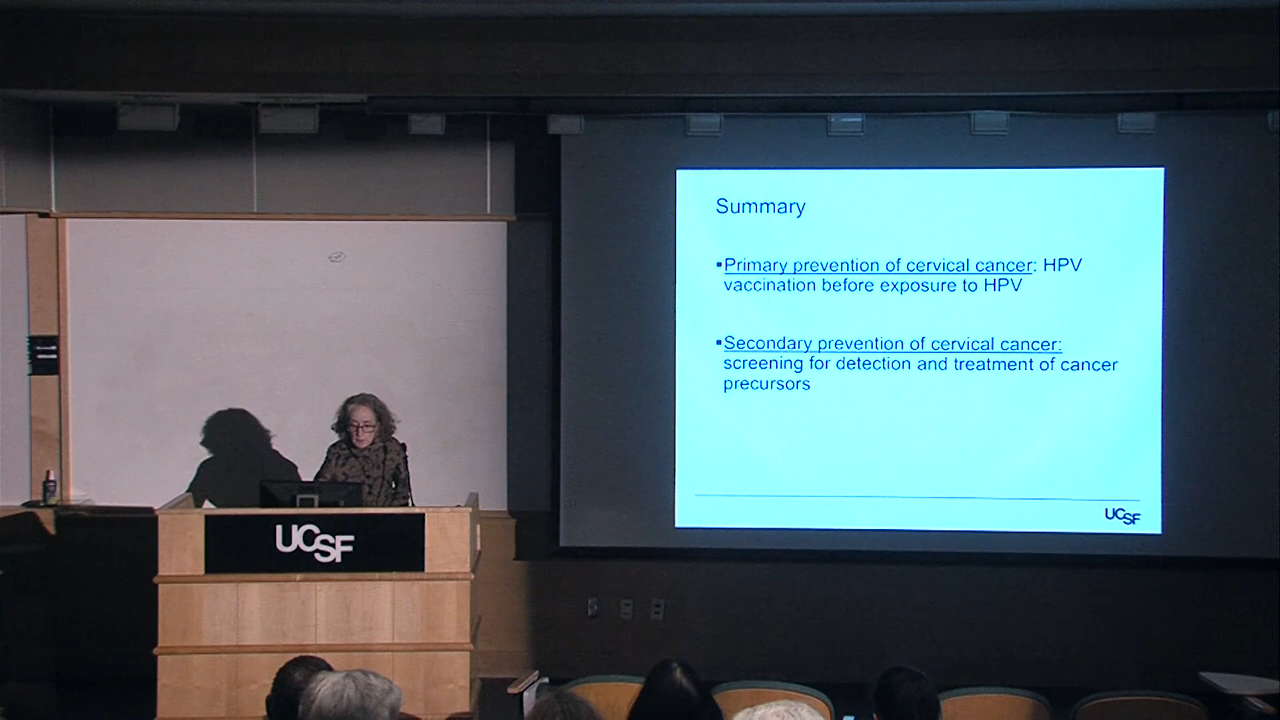 Summary
▪Primary prevention of cervical cancer: HPV
vaccination before exposure to HPV
▪Secondary prevention of cervical cancer:
screening for detection and treatment of cancer
precursors
UCSF
UCSF